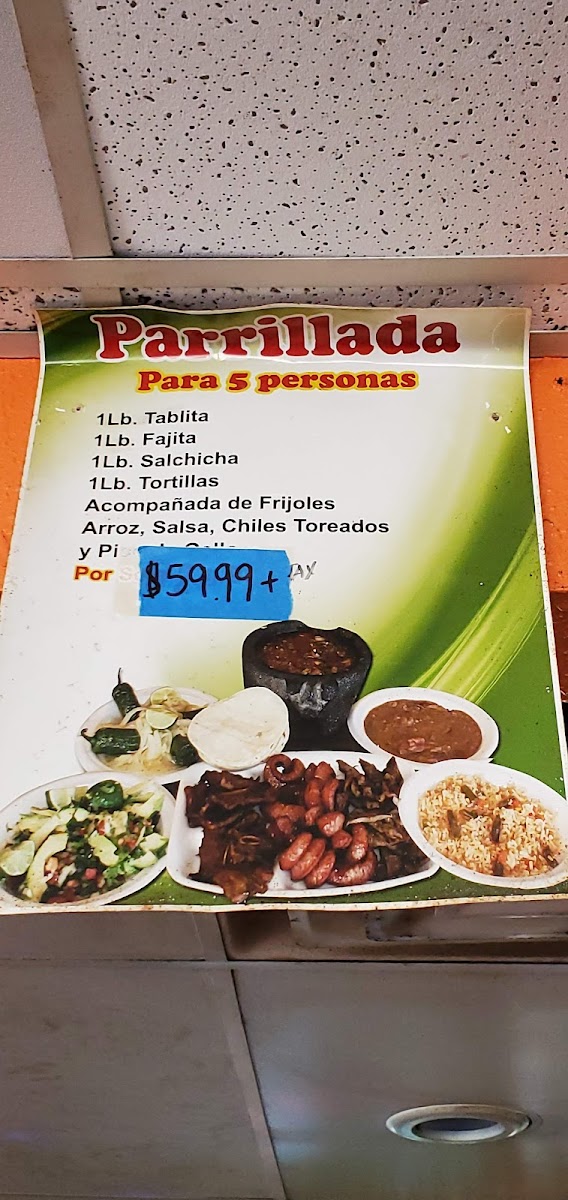 Parrillada
Para 5 personas
1Lb. Tablita
1Lb. Fajita
1Lb. Salchicha
1Lb. Tortillas
Acompañada de Frijoles
Arroz, Salsa, Chiles Toreados
y
Por $59.99 +